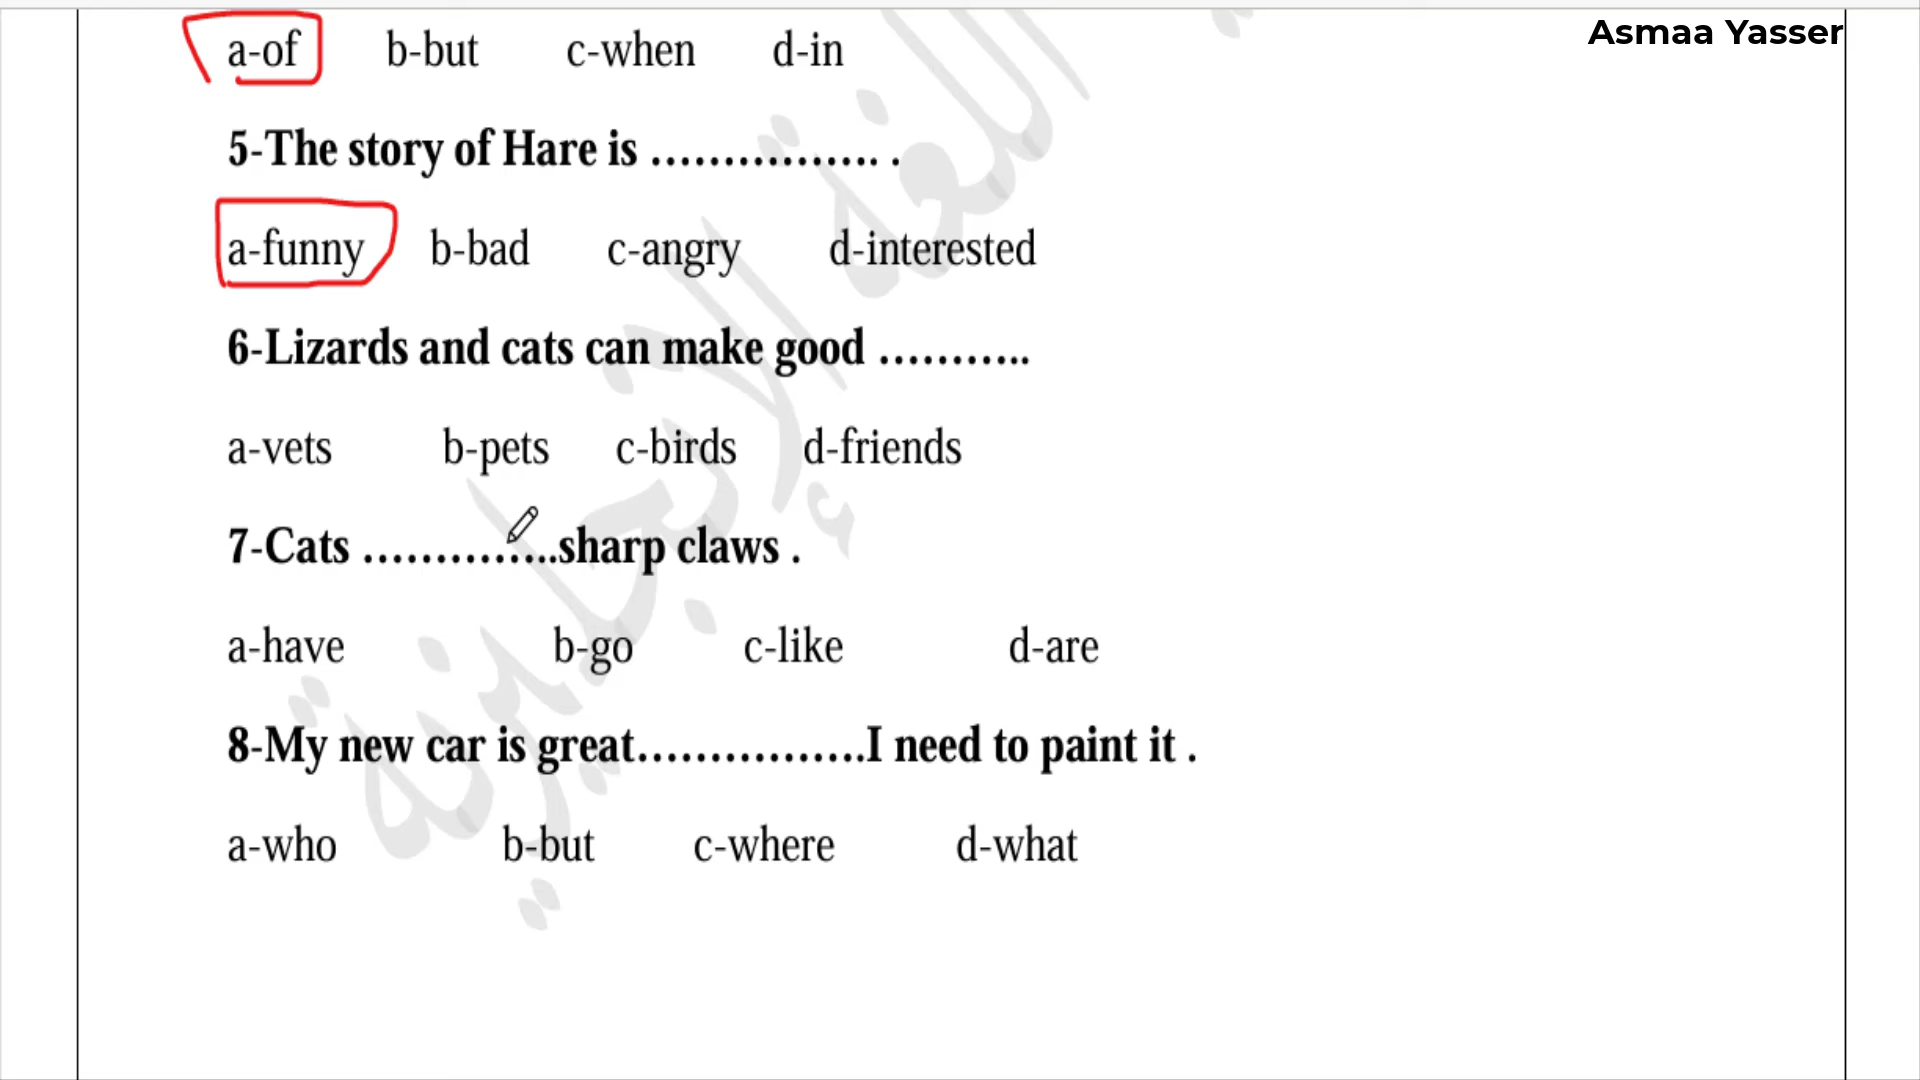 Asmaa Yasser
a-of b-but c-when d-in
5-The story of Hare is ................ .
a-funny b-bad c-angry d-interested
6-Lizards and cats can make good ...........
a-vets b-pets c-birds d-friends
7-Cats ..............sharp claws .
a-have b-go c-like d-are
8-My new car is great................I need to paint it .
a-who b-but c-where d-what
اللغة الإنجليزية